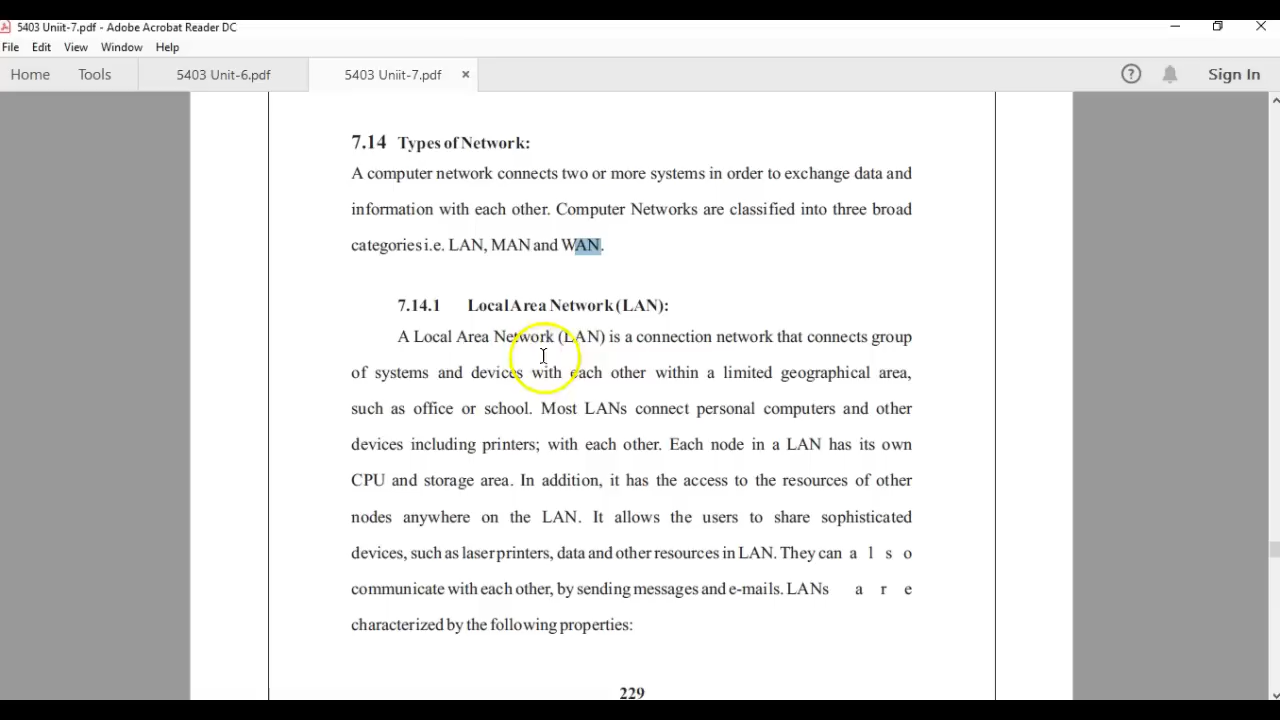 5403 Uniit-7.pdf - Adobe Acrobat Reader DC
File Edit View Window Help
Home Tools 5403 Unit-6.pdf 5403 Uniit-7.pdf × ? Sign In
7.14 Types of Network:
A computer network connects two or more systems in order to exchange data and
information with each other. Computer Networks are classified into three broad
categories i.e. LAN, MAN and WAN.
7.14.1 Local Area Network (LAN):
A Local Area Network (LAN) is a connection network that connects group
of systems and devices with each other within a limited geographical area,
such as office or school. Most LANs connect personal computers and other
devices including printers; with each other. Each node in a LAN has its own
CPU and storage area. In addition, it has the access to the resources of other
nodes anywhere on the LAN. It allows the users to share sophisticated
devices, such as laser printers, data and other resources in LAN. They can a l s o
communicate with each other, by sending messages and e-mails. LANs a r e
characterized by the following properties:
229